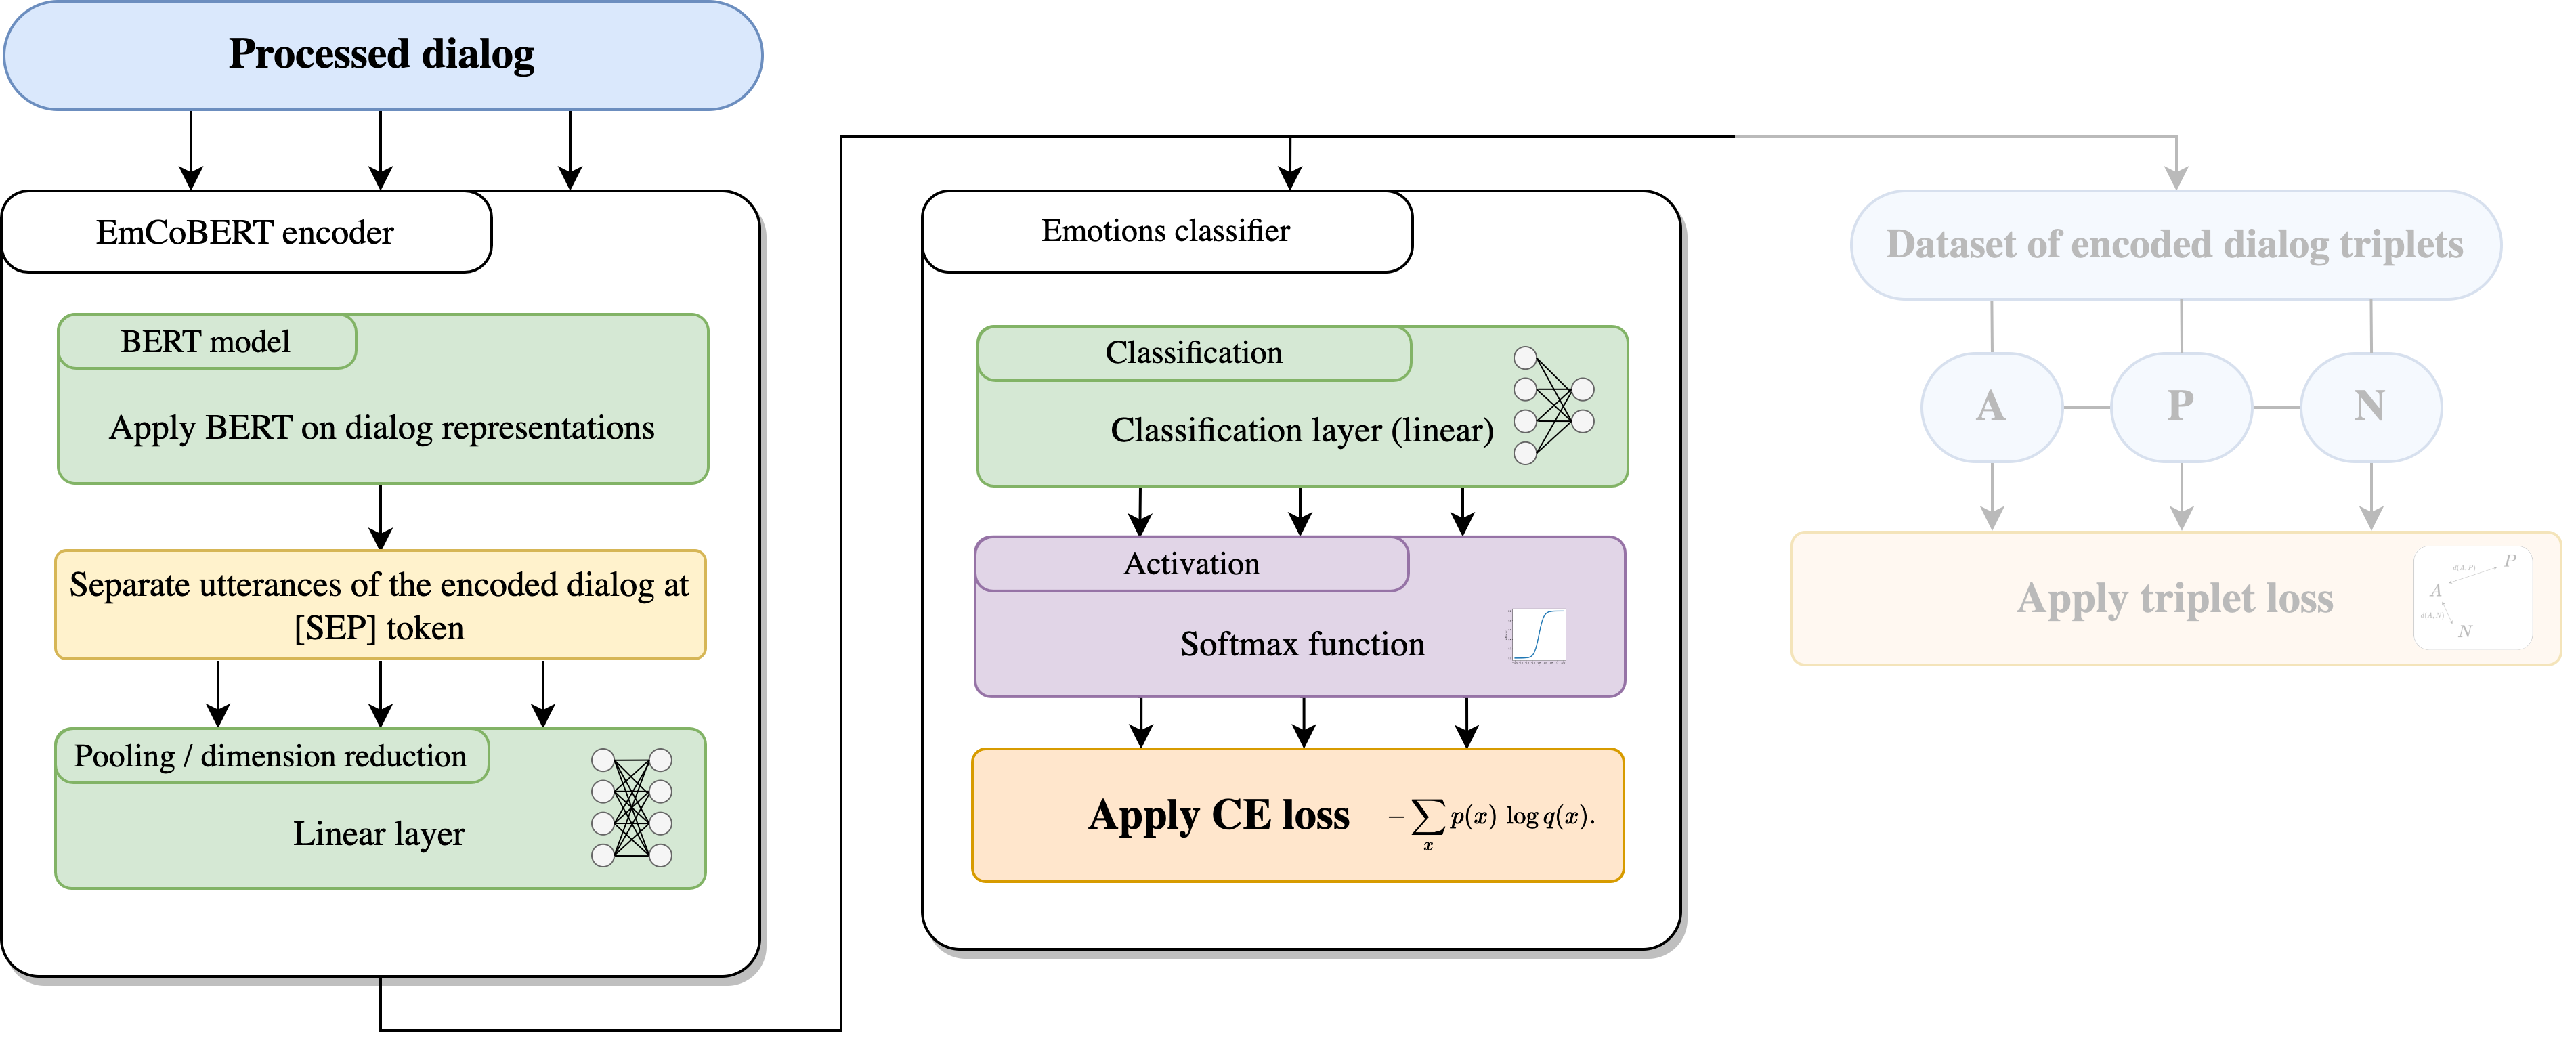 Processed dialog
EmCoBERT encoder
BERT model
Apply BERT on dialog representations
Separate utterances of the encoded dialog at
[SEP] token
Pooling / dimension reduction
Linear layer
Emotions classifier
Classification
Classification layer (linear)
Activation
Softmax function
Apply CE loss
− ∑ p(x) log q(x).
x
Dataset of encoded dialog triplets
A
P
N
Apply triplet loss
P
d(A, P)
A
d(A, N)
N